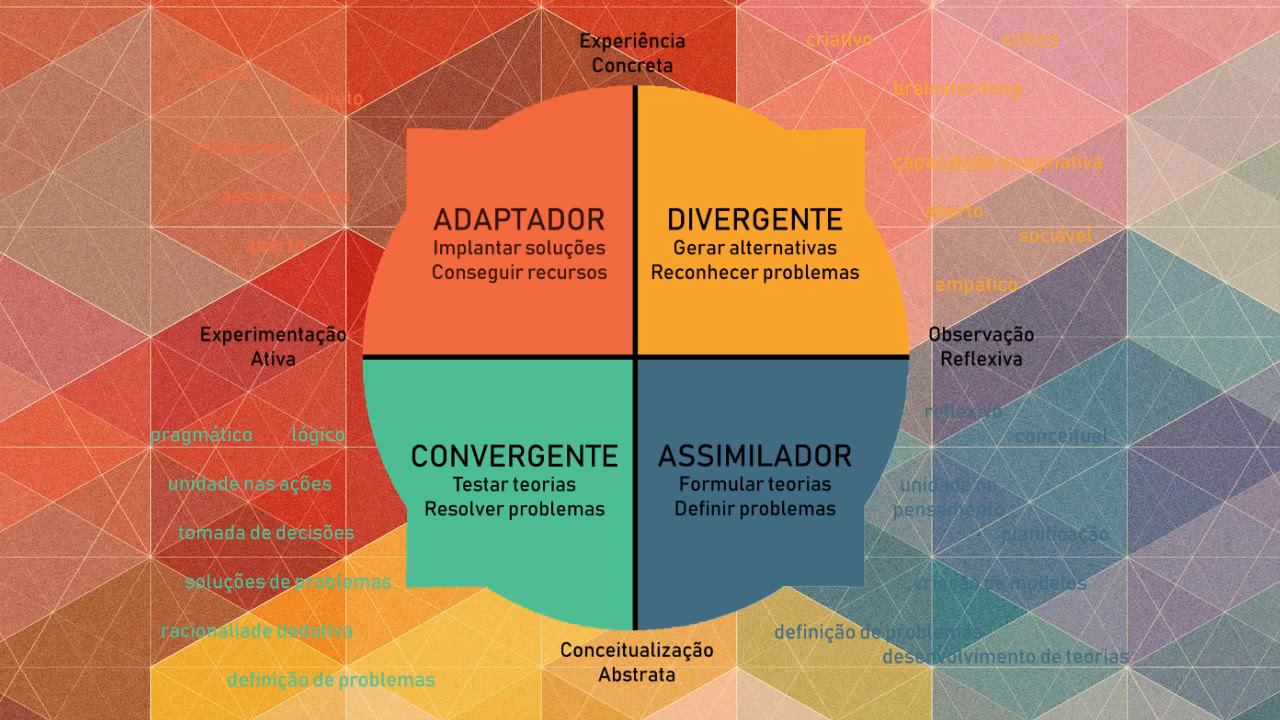 Experiência
Concreta
criativo
crítico
brainstorming
capacidade imaginativa
aberto
sociável
empático
ADAPTADOR
Implantar soluções
Conseguir recursos
DIVERGENTE
Gerar alternativas
Reconhecer problemas
Experimentação
Ativa
Observação
Reflexiva
pragmático
lógico
unidade nas ações
tomada de decisões
soluções de problemas
racionaliade dedutiva
definição de problemas
CONVERGENTE
Testar teorias
Resolver problemas
ASSIMILADOR
Formular teorias
Definir problemas
reflexivo
conceitual
unidade no
pensamento
planificação
criação de modelos
definição de problemas
desenvolvimento de teorias
Conceitualização
Abstrata